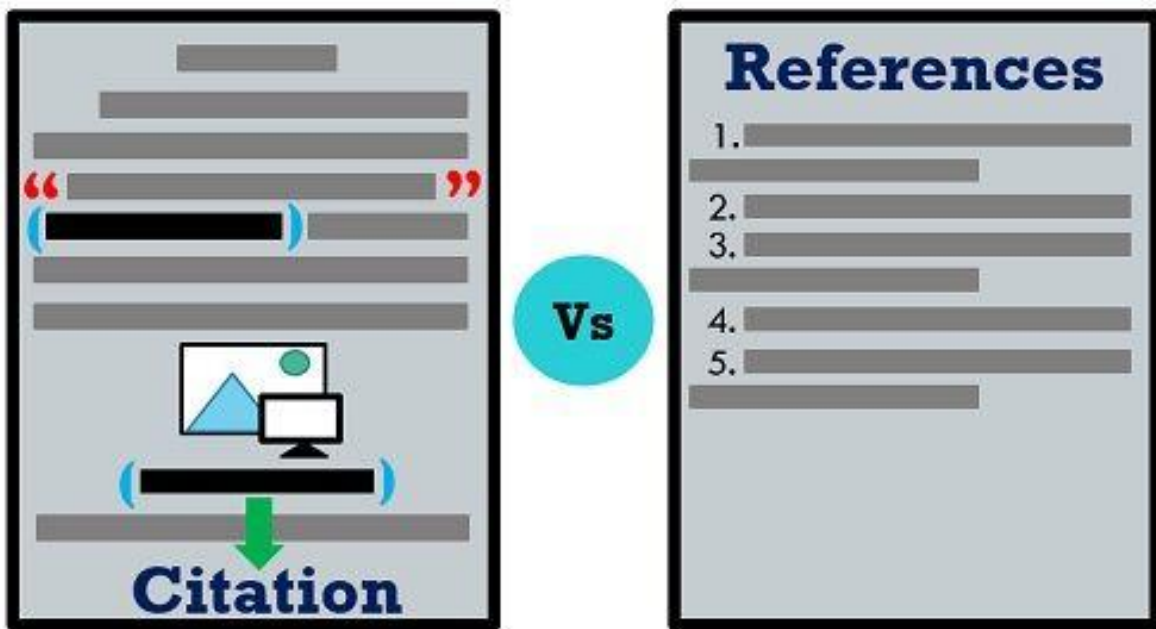 “ ”
( )
( )
Citation
Vs
References
1.
2.
3.
4.
5.